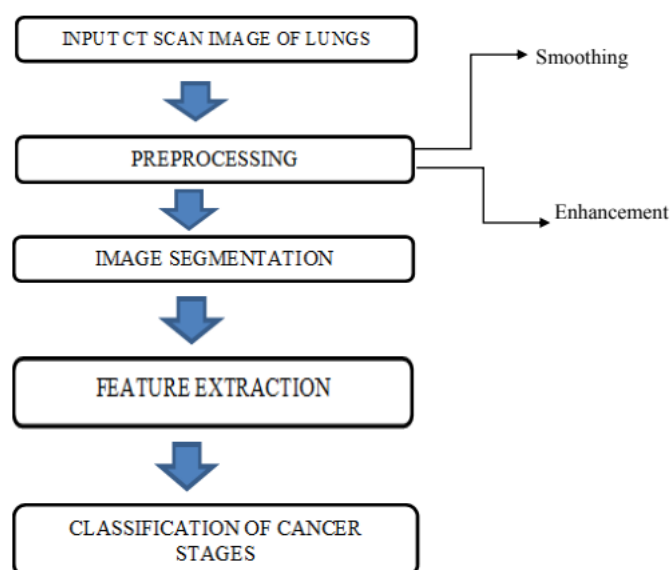 INPUT CT SCAN IMAGE OF LUNGS
Smoothing
PREPROCESSING
Enhancement
IMAGE SEGMENTATION
FEATURE EXTRACTION
CLASSIFICATION OF CANCER
STAGES